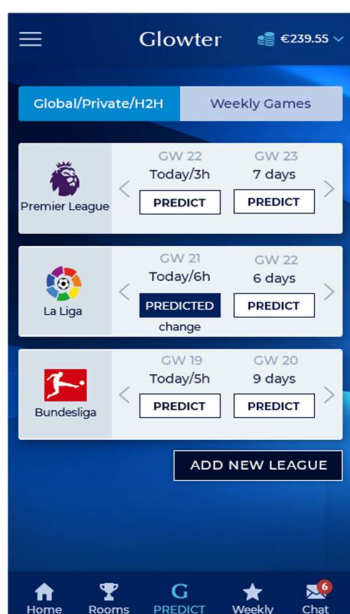 Glowter
€239.55
Global/Private/H2H
Weekly Games
Premier League
GW 22
Today/3h
PREDICT
GW 23
7 days
PREDICT
La Liga
GW 21
Today/6h
PREDICTED
change
GW 22
6 days
PREDICT
Bundesliga
GW 19
Today/5h
PREDICT
GW 20
9 days
PREDICT
ADD NEW LEAGUE
Home
Rooms
G
PREDICT
Weekly
6
Chat